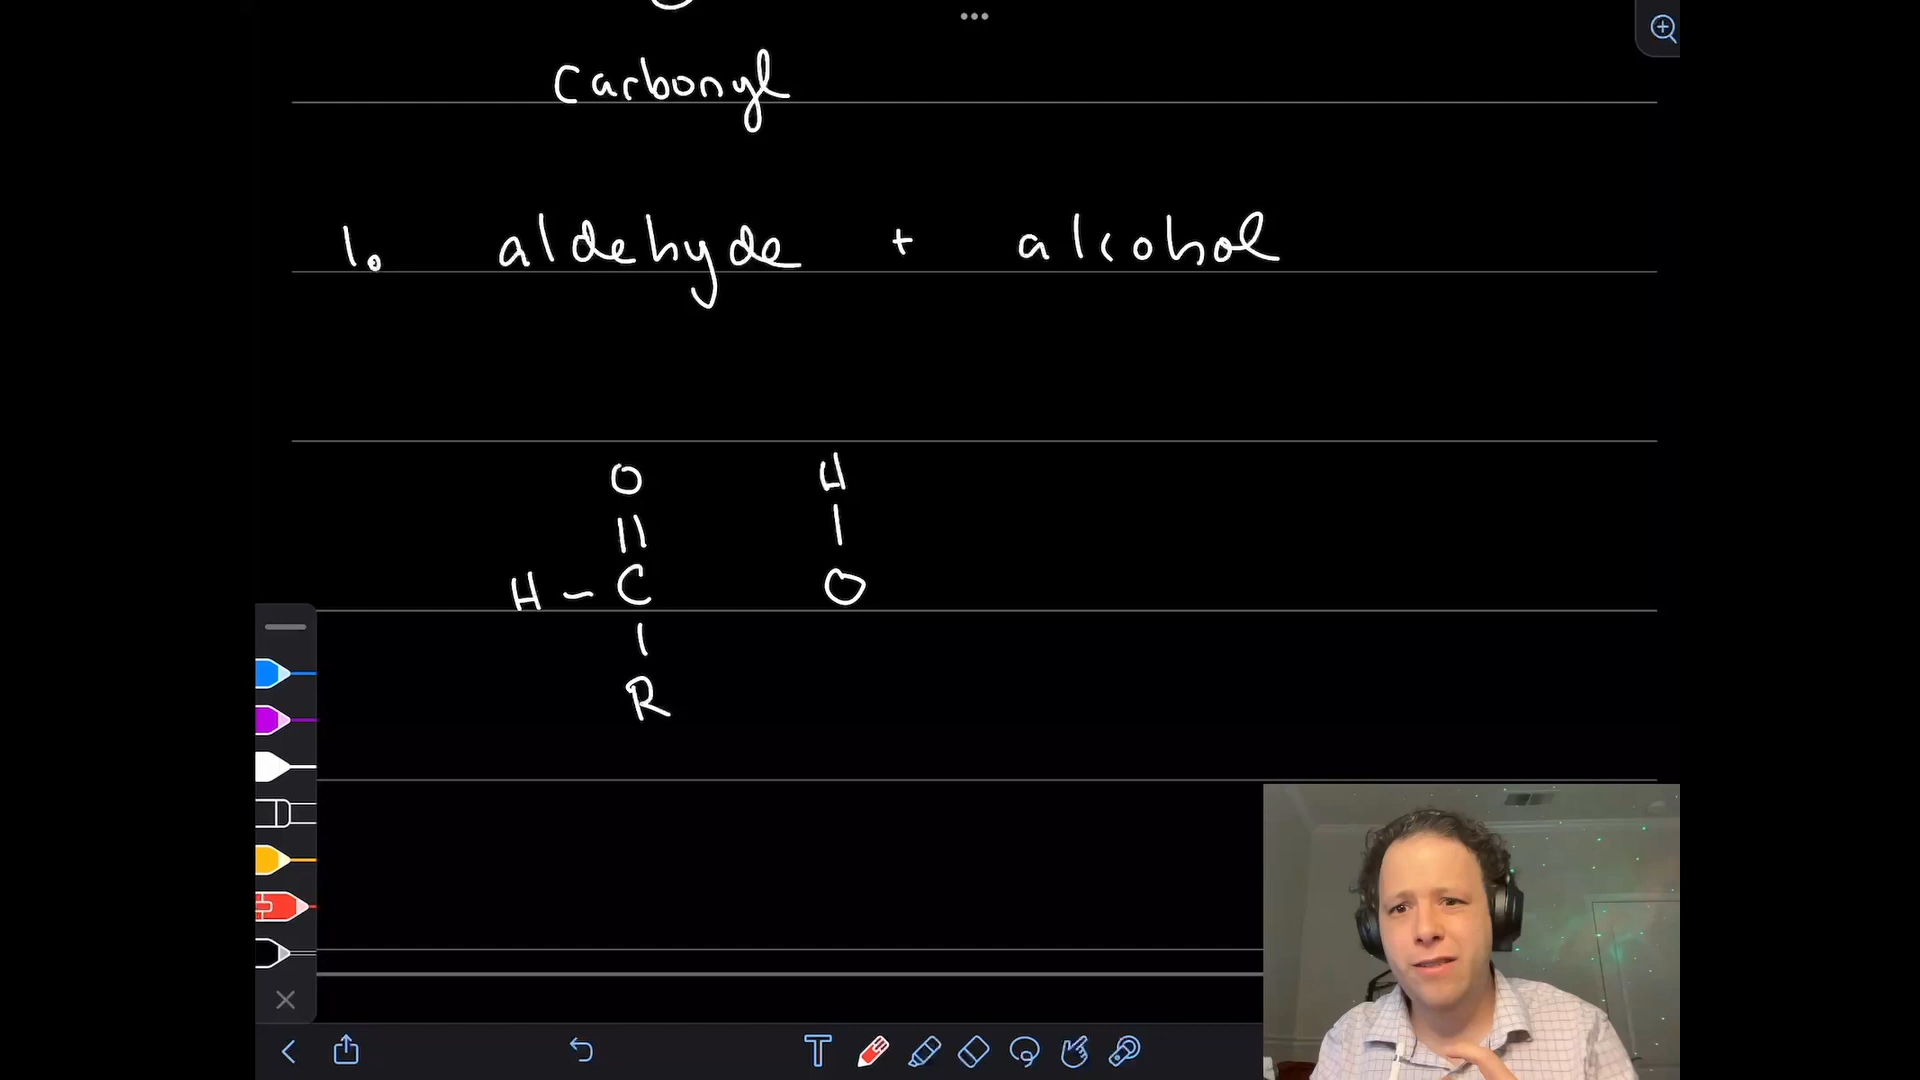 carbonyl
1. aldehyde + alcohol
O H
H - C O
R